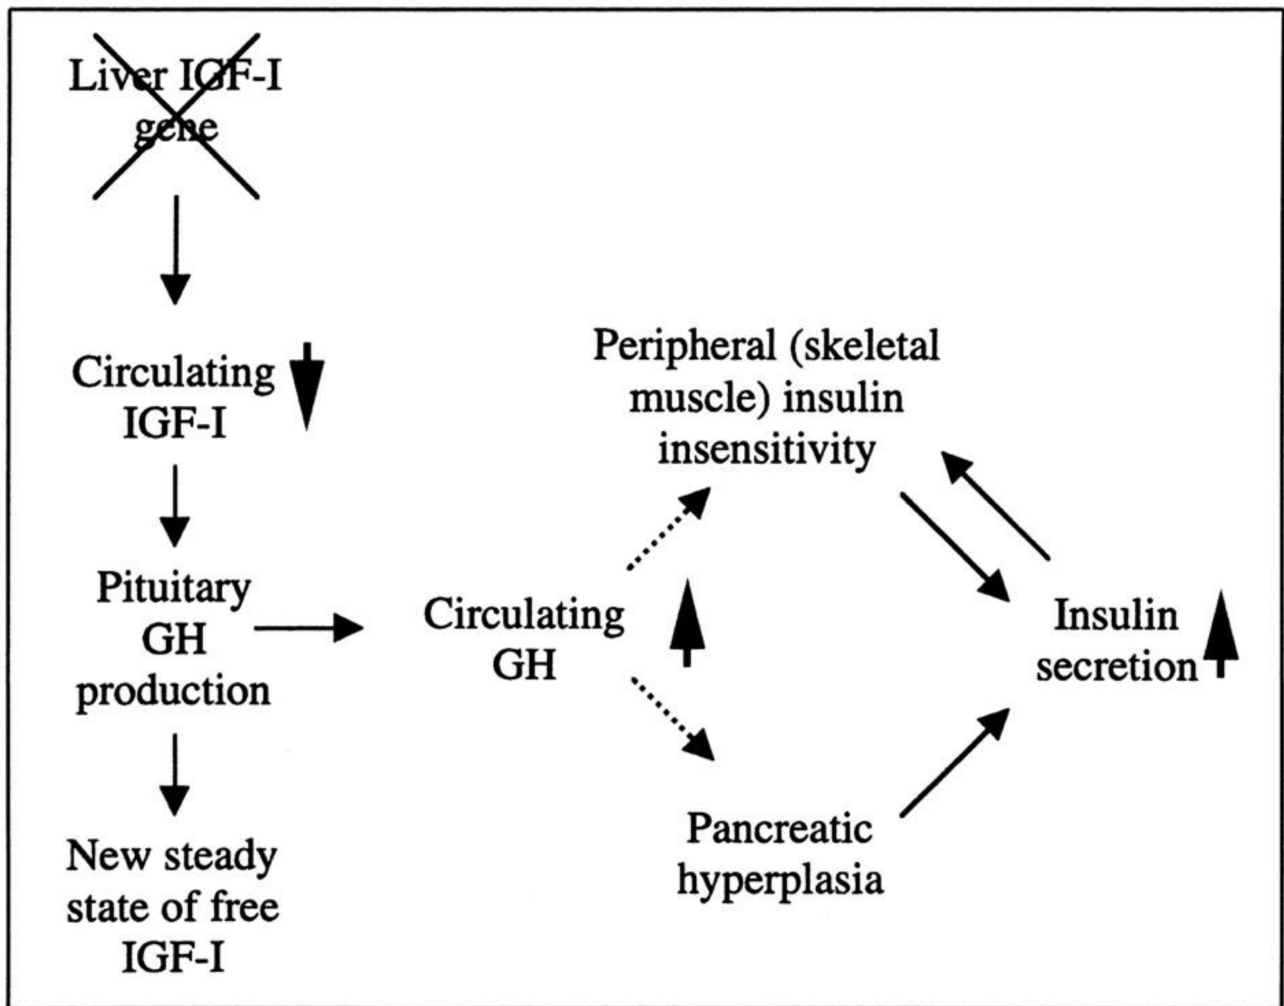 Liver IGF-I
gene
Circulating
IGF-I
Pituitary
GH
production
New steady
state of free
IGF-I
Circulating
GH
Peripheral (skeletal
muscle) insulin
insensitivity
Pancreatic
hyperplasia
Insulin
secretion